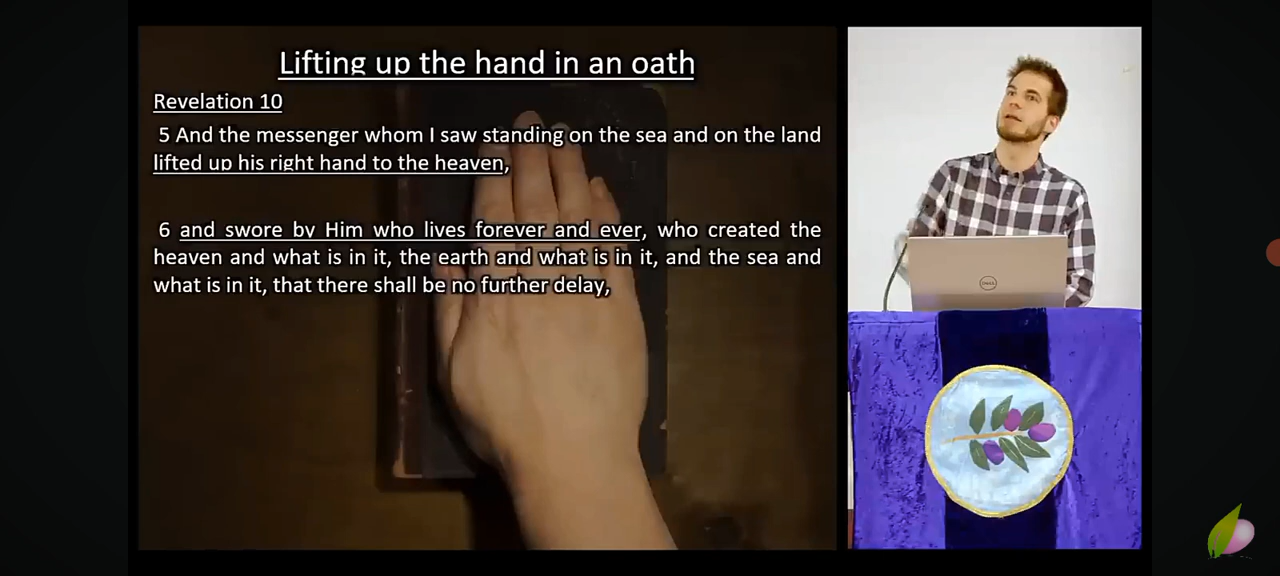 Lifting up the hand in an oath
Revelation 10
5 And the messenger whom I saw standing on the sea and on the land
lifted up his right hand to the heaven,
6 and swore by Him who lives forever and ever, who created the
heaven and what is in it, the earth and what is in it, and the sea and
what is in it, that there shall be no further delay,
DELL